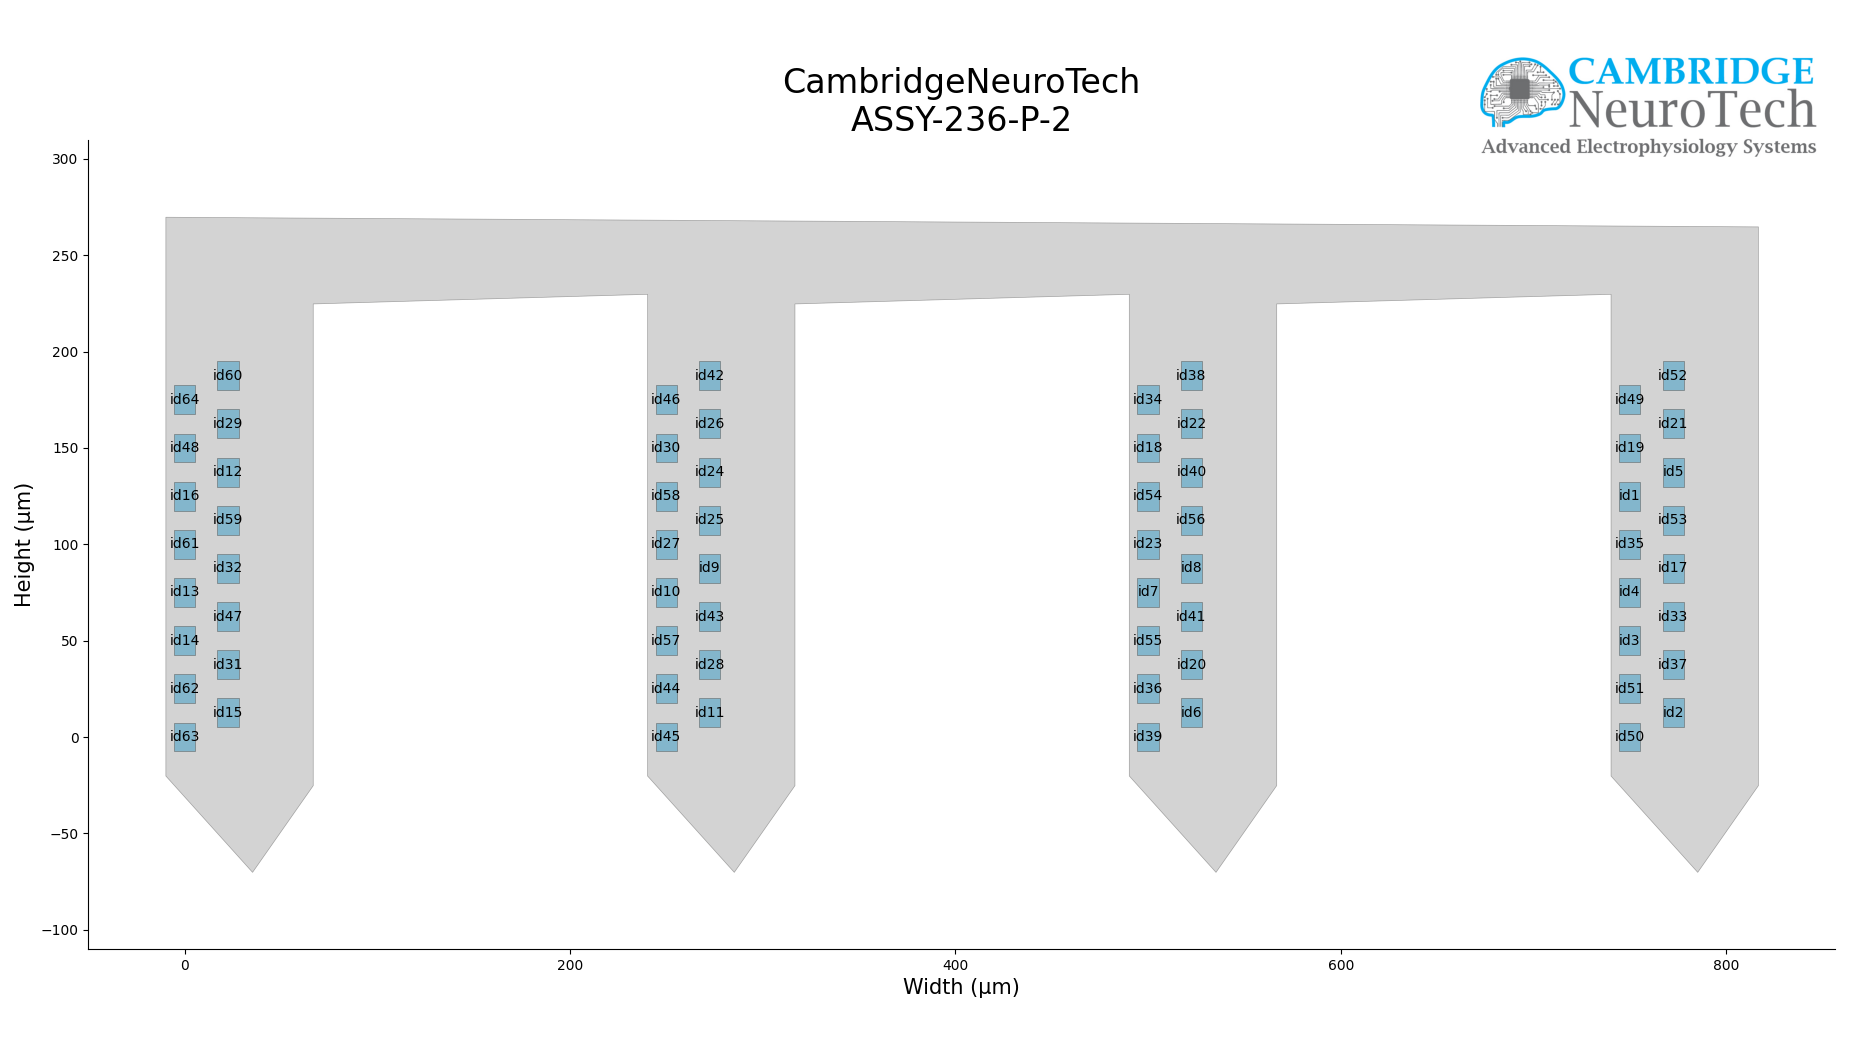 CambridgeNeuroTech
ASSY-236-P-2
CAMBRIDGE
NeuroTech
Advanced Electrophysiology Systems
Height (μm)
300
250
200
150
100
50
0
−50
−100
id60 id42 id38 id52
id64 id46 id34 id49
id29 id26 id22 id21
id48 id30 id18 id19
id12 id24 id40 id5
id16 id58 id54 id1
id59 id25 id56 id53
id61 id27 id23 id35
id32 id9 id8 id17
id13 id10 id7 id4
id47 id43 id41 id33
id14 id57 id55 id3
id31 id28 id20 id37
id62 id44 id36 id51
id15 id11 id6 id2
id63 id45 id39 id50
0 200 400 600 800
Width (μm)